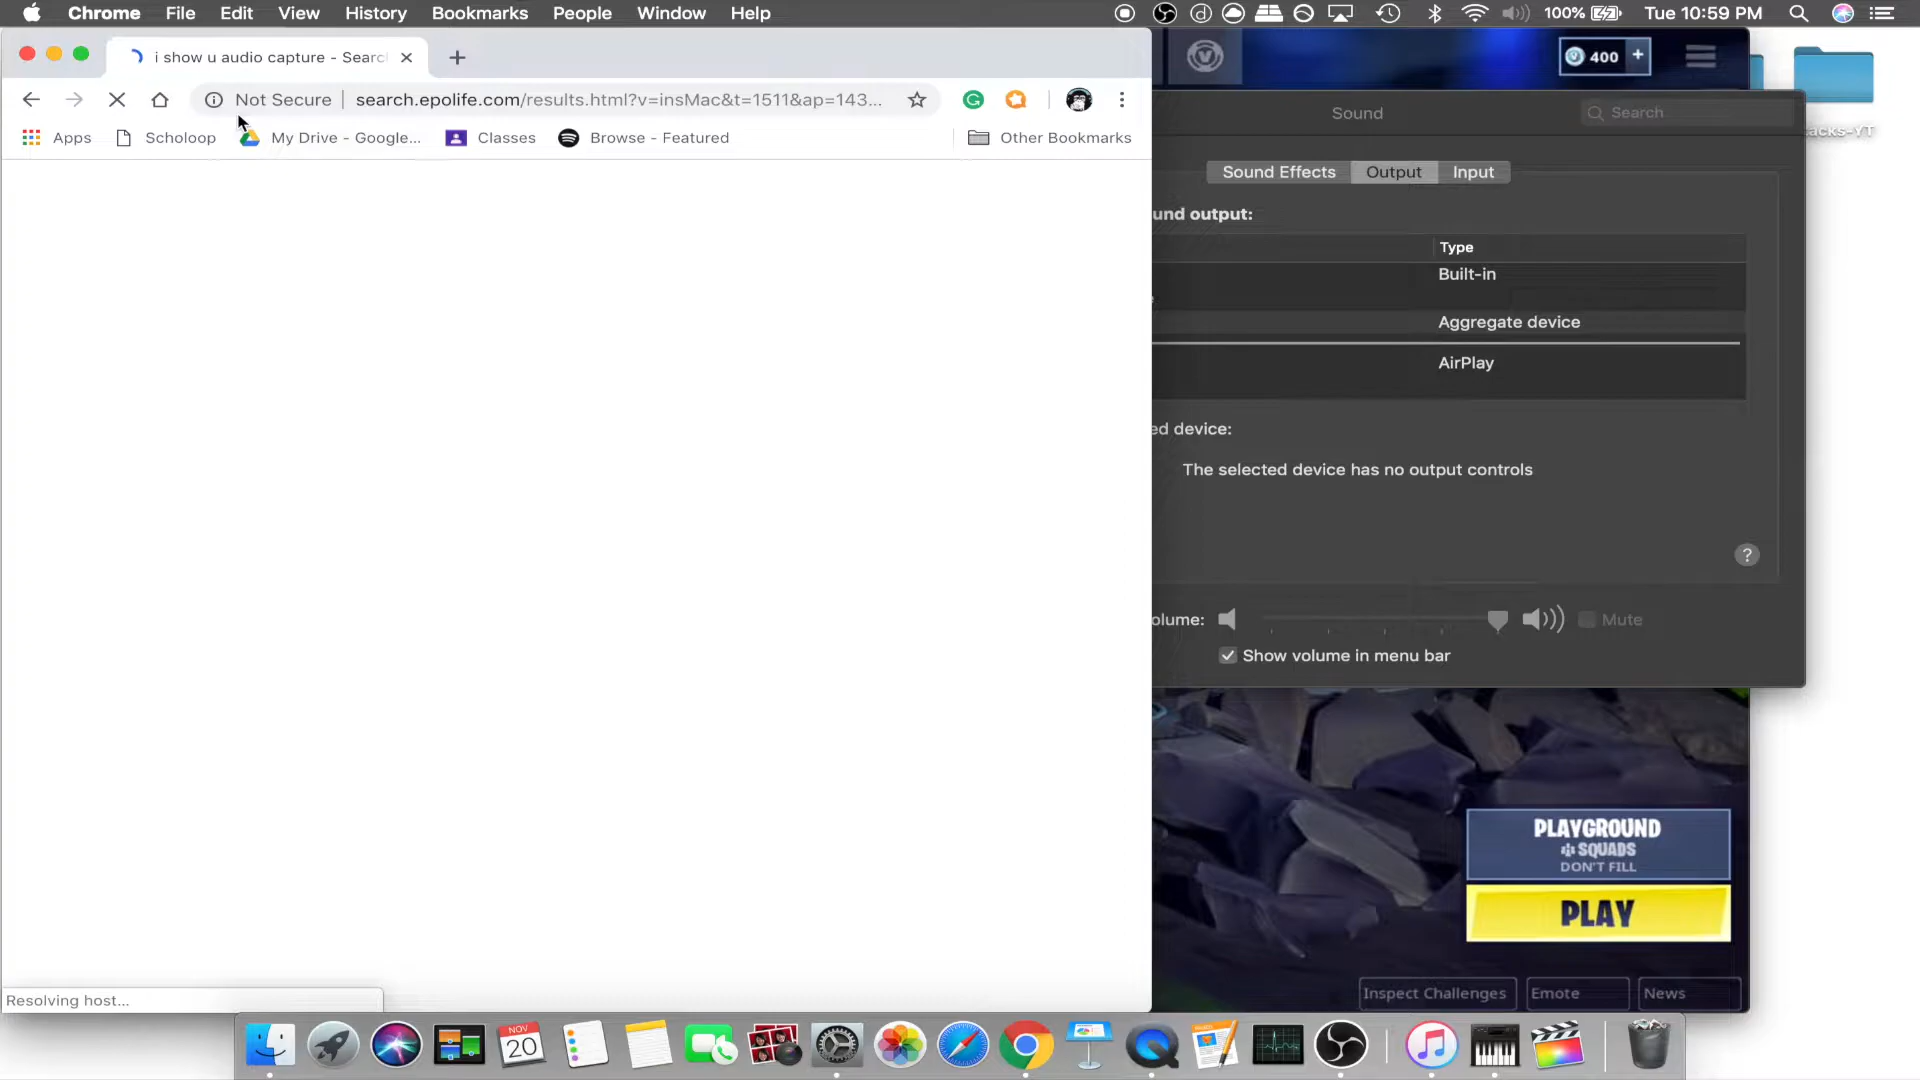 Chrome File Edit View History Bookmarks People Window Help 100% Tue 10:59 PM
i show u audio capture - Searc
400
Not Secure search.epolife.com/results.html?v=insMac&t=1511&ap=143...
Sound Search
Apps Scholoop My Drive - Google... Classes Browse - Featured Other Bookmarks
acks-YT
Sound Effects Output Input
und output:
Type
Built-in
Aggregate device
AirPlay
ed device:
The selected device has no output controls
?
olume: Mute
Show volume in menu bar
PLAYGROUND
SQUADS
DON'T FILL
PLAY
Inspect Challenges Emote News
Resolving host...
NOV
20